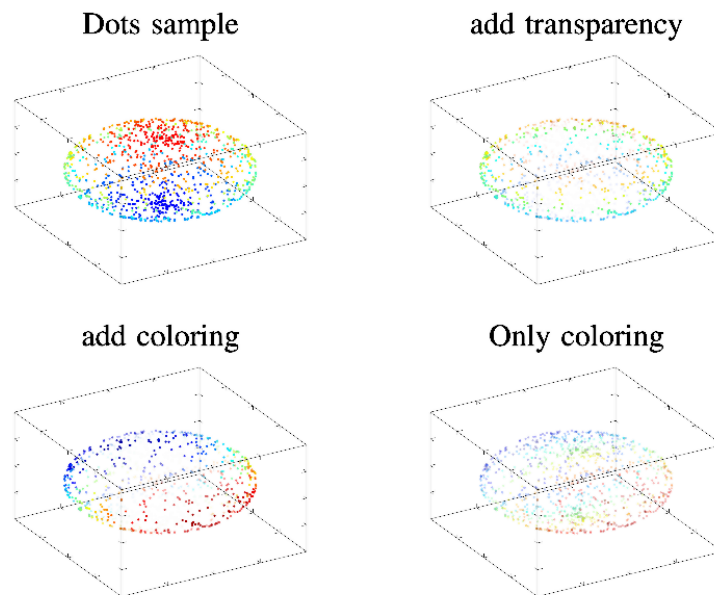 Dots sample
add transparency
add coloring
Only coloring